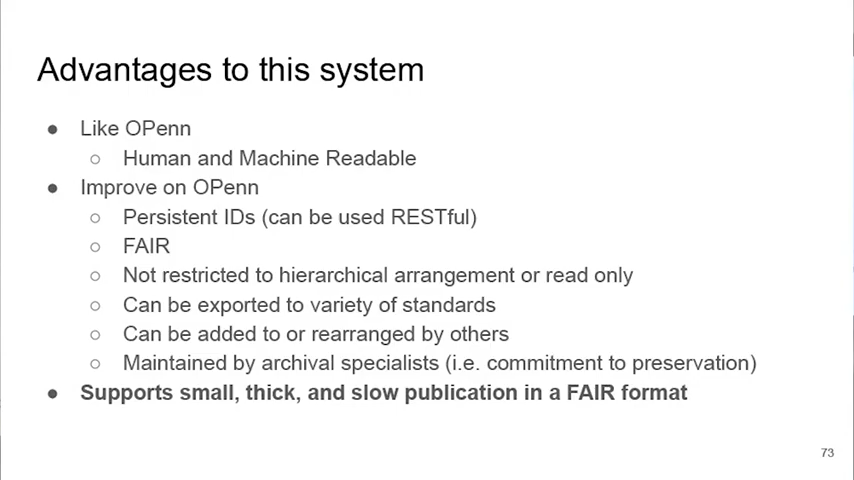 Advantages to this system
● Like OPenn
○ Human and Machine Readable
● Improve on OPenn
○ Persistent IDs (can be used RESTful)
○ FAIR
○ Not restricted to hierarchical arrangement or read only
○ Can be exported to variety of standards
○ Can be added to or rearranged by others
○ Maintained by archival specialists (i.e. commitment to preservation)
● Supports small, thick, and slow publication in a FAIR format
73